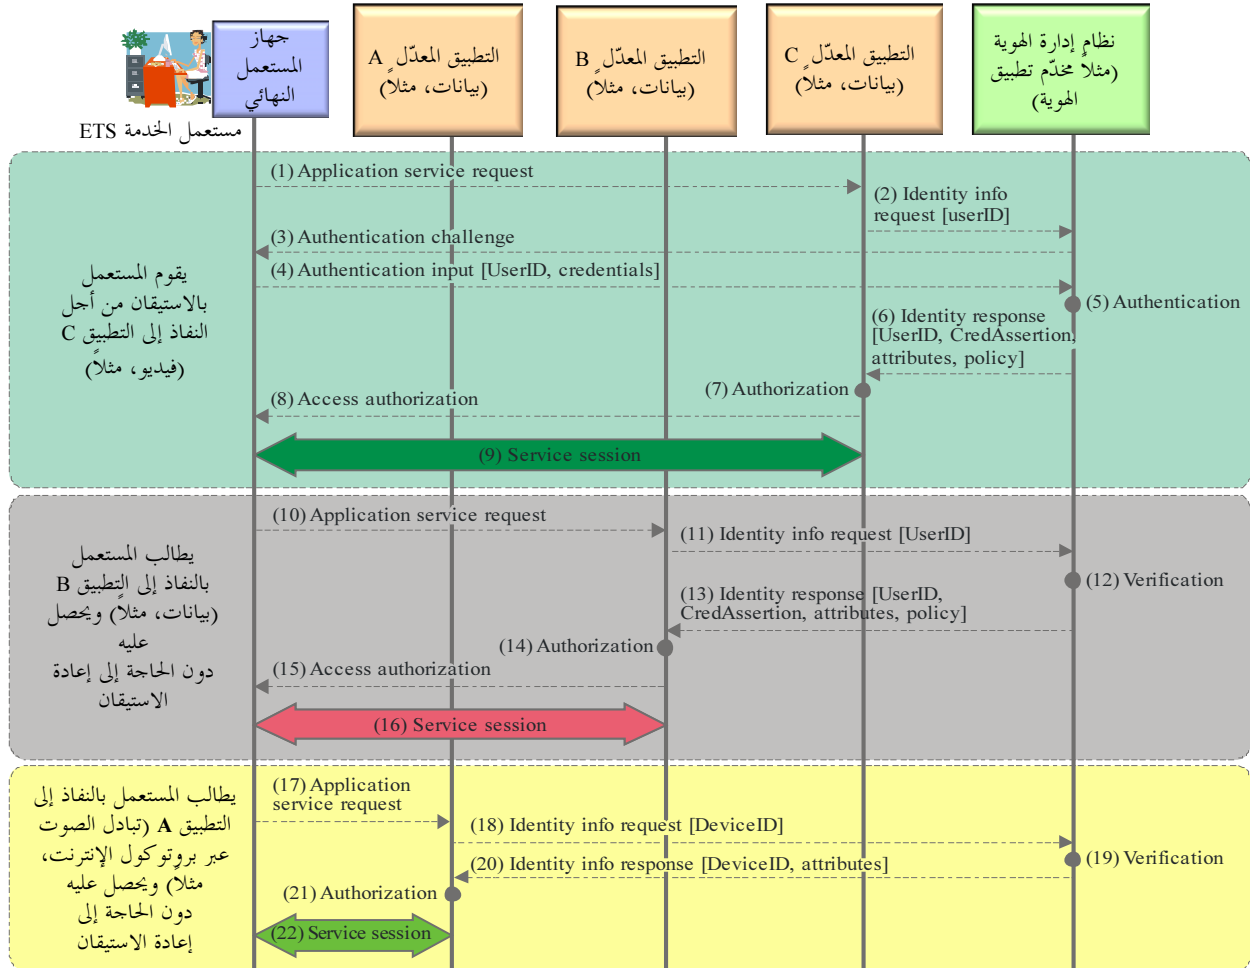 جهاز
المستعمل
النهائي
مستعمل الخدمة ETS
التطبيق المعدّل A
(بيانات، مثلاً)
التطبيق المعدّل B
(بيانات، مثلاً)
التطبيق المعدّل C
(بيانات، مثلاً)
نظام إدارة الهوية
(مثلاً مخدّم تطبيق
الهوية)
يقوم المستعمل
بالاستيقان من أجل
النفاذ إلى التطبيق C
(فيديو، مثلاً)
(1) Application service request
(2) Identity info
request [userID]
(3) Authentication challenge
(4) Authentication input [UserID, credentials]
(5) Authentication
(6) Identity response
[UserID, CredAssertion,
attributes, policy]
(7) Authorization
(8) Access authorization
(9) Service session
يطالب المستعمل
بالنفاذ إلى التطبيق B
(بيانات، مثلاً) ويحصل
عليه
دون الحاجة إلى إعادة
الاستيقان
(10) Application service request
(11) Identity info request [UserID]
(12) Verification
(13) Identity response [UserID,
CredAssertion, attributes, policy]
(14) Authorization
(15) Access authorization
(16) Service session
يطالب المستعمل بالنفاذ إلى
التطبيق A (تبادل الصوت
عبر بروتوكول الإنترنت،
مثلاً) ويحصل عليه
دون الحاجة إلى
إعادة الاستيقان
(17) Application
service request
(18) Identity info request [DeviceID]
(19) Verification
(20) Identity info response [DeviceID, attributes]
(21) Authorization
(22) Service session